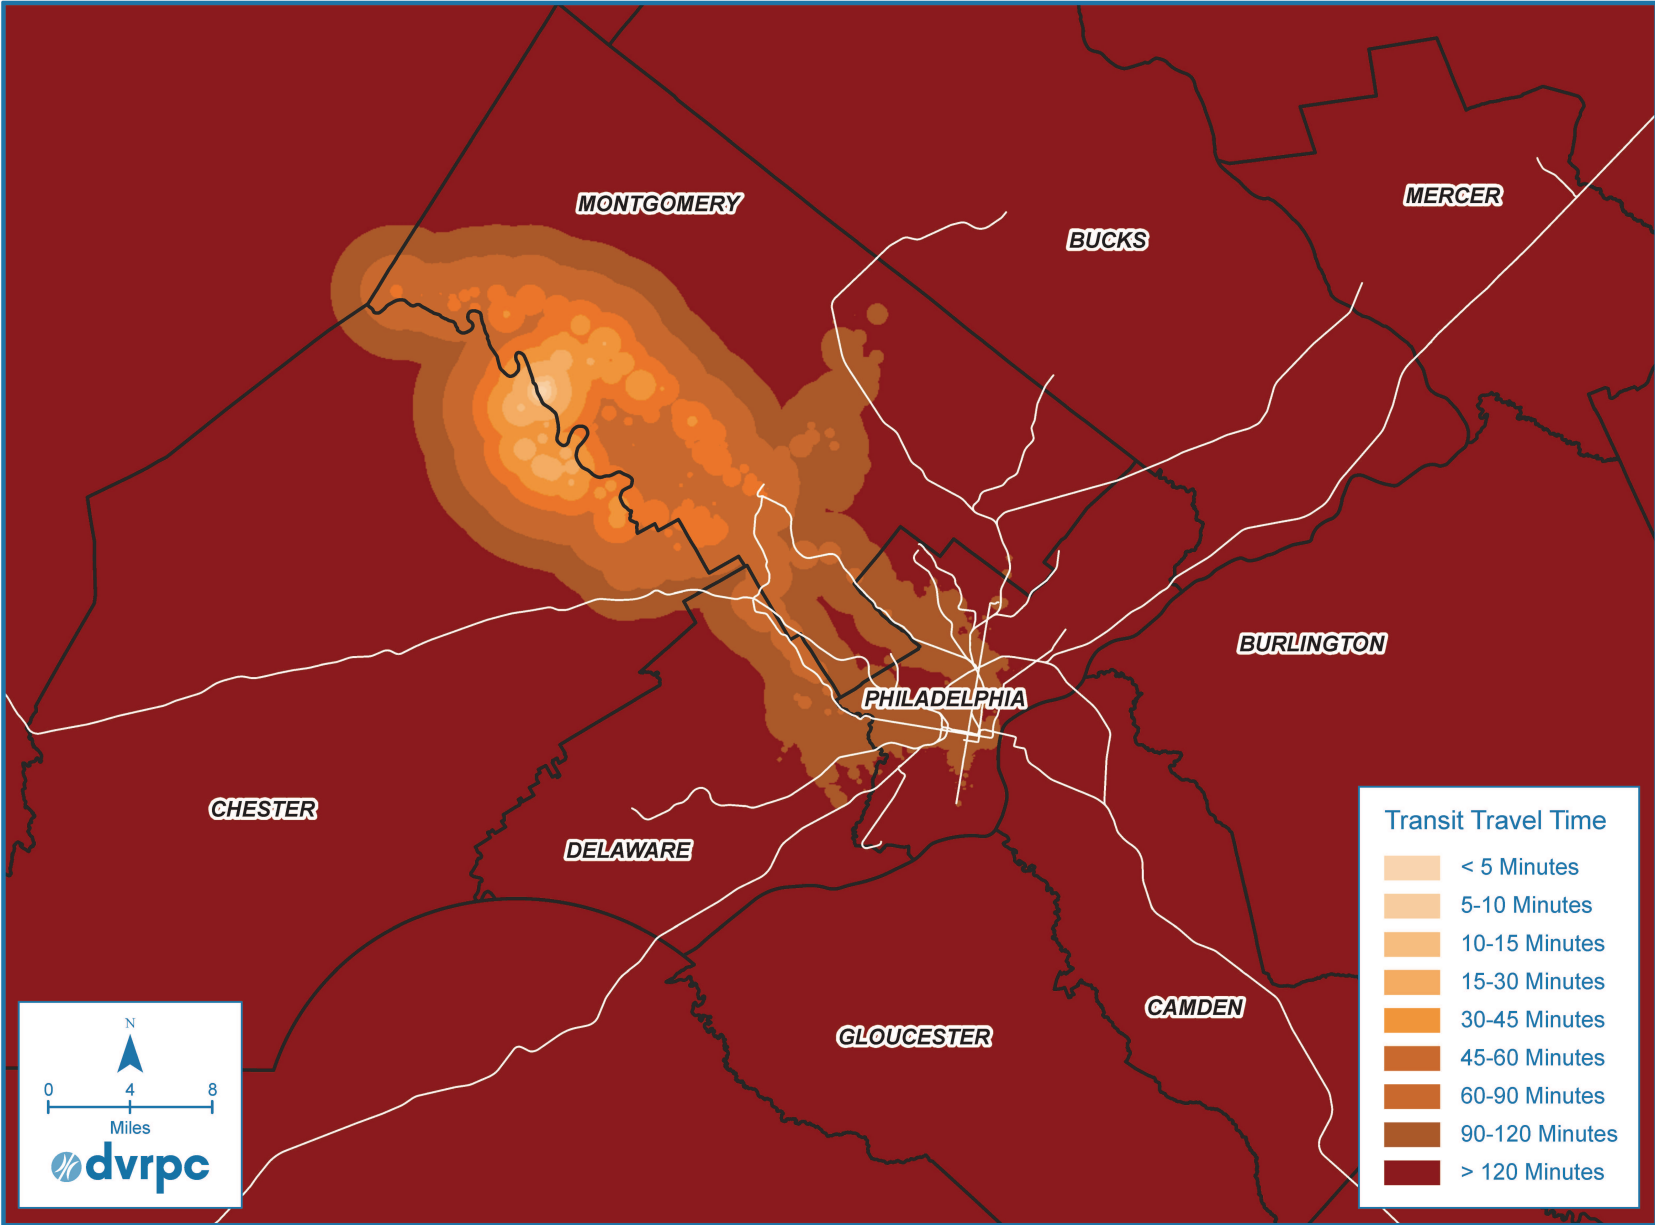 MONTGOMERY
MERCER
BUCKS
BURLINGTON
PHILADELPHIA
CHESTER
DELAWARE
CAMDEN
GLOUCESTER
Transit Travel Time
< 5 Minutes
5-10 Minutes
10-15 Minutes
15-30 Minutes
30-45 Minutes
45-60 Minutes
60-90 Minutes
90-120 Minutes
> 120 Minutes
N
0 4 8
Miles
dvrpc